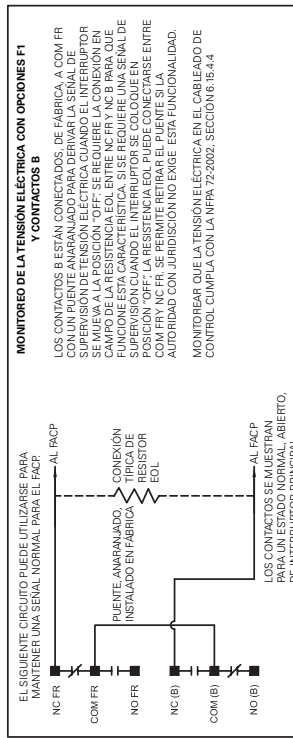 MONITOREO DE LA TENSIÓN ELÉCTRICA CON OPCIONES F1
Y CONTACTOS B
LOS CONTACTOS B ESTÁN CONECTADOS, DE FÁBRICA, A COM FR
CON UN PUENTE ANARANJADO PARA DERIVAR LA SEÑAL DE
SUPERVISIÓN DE TENSIÓN ELÉCTRICA CUANDO EL INTERRUPTOR
SE MUEVA A LA POSICIÓN "OFF". SE REQUIERE LA CONEXIÓN EN
CAMPO DE LA RESISTENCIA EOL ENTRE NC FR Y NC B PARA QUE
FUNCIONE ESTA CARACTERÍSTICA. SI SE REQUIERE UNA SEÑAL DE
SUPERVISIÓN CUANDO EL INTERRUPTOR SE COLOQUE EN
POSICIÓN "OFF", LA RESISTENCIA EOL PUEDE CONECTARSE ENTRE
COM FR Y NC FR. SE PERMITE RETIRAR EL PUENTE SI LA
AUTORIDAD CON JURIDISCIÓN NO EXIGE ESTA FUNCIONALIDAD.
MONITOREAR QUE LA TENSIÓN ELÉCTRICA EN EL CABLEADO DE
CONTROL CUMPLA CON LA NFPA 72-2002, SECCIÓN 6.15.4.4
EL SIGUIENTE CIRCUITO PUEDE UTILIZARSE PARA
MANTENER UNA SEÑAL NORMAL PARA EL FACP.
NC FR
AL FACP
COM FR
PUENTE, ANARANJADO,
INSTALADO EN FÁBRICA
CONEXIÓN
TÍPICA DE
RESISTOR
EOL
NO FR
NC (B)
AL FACP
COM (B)
NO (B)
LOS CONTACTOS SE MUESTRAN
PARA UN ESTADO NORMAL, ABIERTO,
DE INTERRUPTOR PRINCIPAL